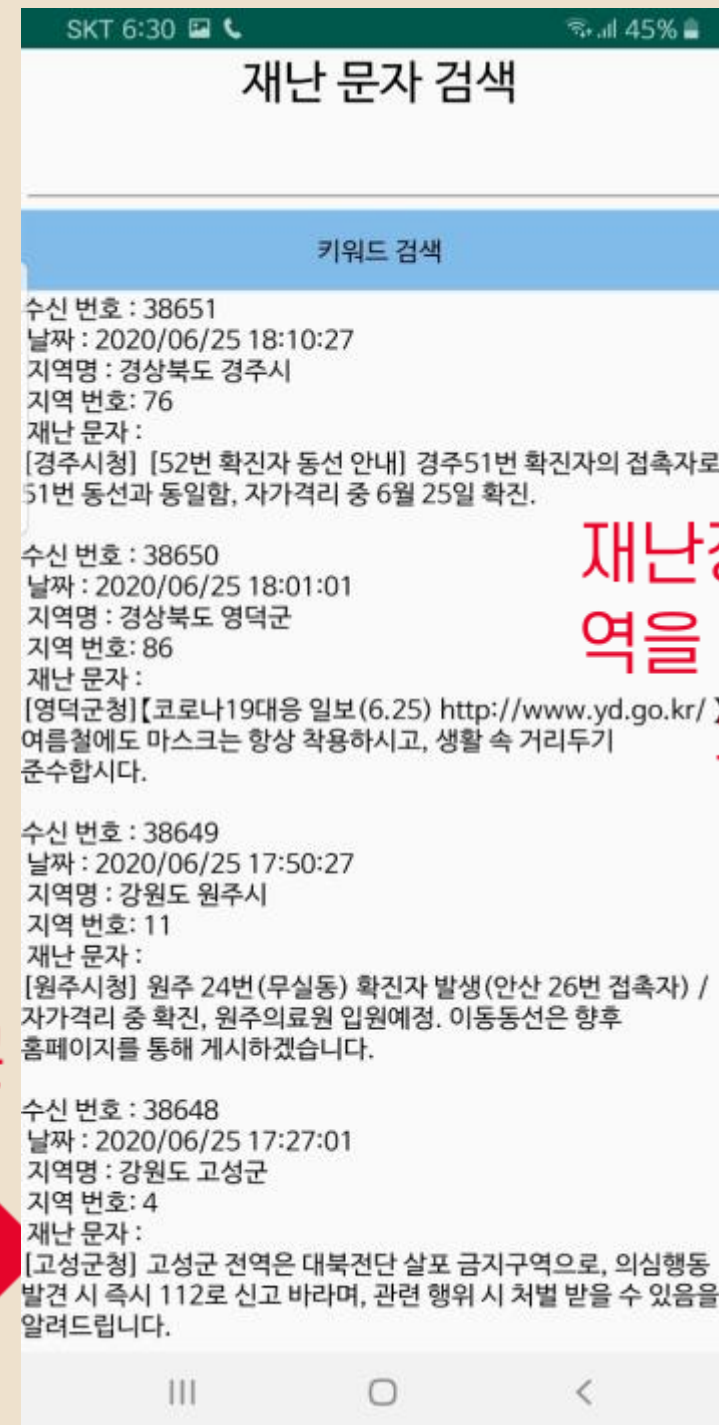 SKT 6:30 45%
재난 문자 검색
키워드 검색
수신 번호 : 38651
날짜 : 2020/06/25 18:10:27
지역명 : 경상북도 경주시
지역 번호: 76
재난 문자 :
[경주시청] [52번 확진자 동선 안내] 경주51번 확진자의 접촉자로
51번 동선과 동일함, 자가격리 중 6월 25일 확진.
수신 번호 : 38650
날짜 : 2020/06/25 18:01:01
지역명 : 경상북도 영덕군
지역 번호: 86
재난 문자 :
[영덕군청]【코로나19대응 일보(6.25) http://www.yd.go.kr/ 】
여름철에도 마스크는 항상 착용하시고, 생활 속 거리두기
준수합시다.
수신 번호 : 38649
날짜 : 2020/06/25 17:50:27
지역명 : 강원도 원주시
지역 번호: 11
재난 문자 :
[원주시청] 원주 24번(무실동) 확진자 발생(안산 26번 접촉자) /
자가격리 중 확진, 원주의료원 입원예정. 이동동선은 향후
홈페이지를 통해 게시하겠습니다.
수신 번호 : 38648
날짜 : 2020/06/25 17:27:01
지역명 : 강원도 고성군
지역 번호: 4
재난 문자 :
[고성군청] 고성군 전역은 대북전단 살포 금지구역으로, 의심행동
발견 시 즉시 112로 신고 바라며, 관련 행위 시 처벌 받을 수 있음을
알려드립니다.
역을